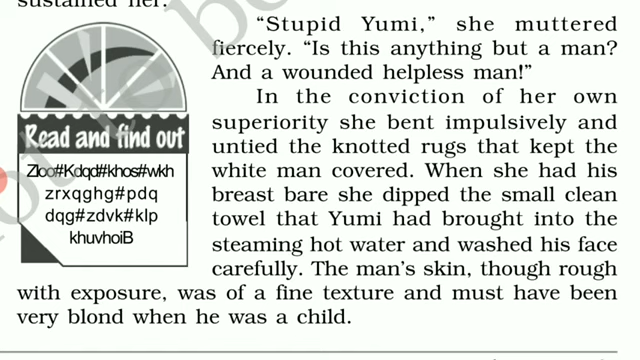 sustained her.
"Stupid Yumi," she muttered
fiercely. "Is this anything but a man?
And a wounded helpless man!"
In the conviction of her own
superiority she bent impulsively and
untied the knotted rugs that kept the
white man covered. When she had his
breast bare she dipped the small clean
towel that Yumi had brought into the
steaming hot water and washed his face
carefully. The man's skin, though rough
with exposure, was of a fine texture and must have been
very blond when he was a child.
Read and find out
Zloo#Kdqd#khos#wkh
zrxqghg#pdq
dqg#zdvk#klp
khuvhoiB